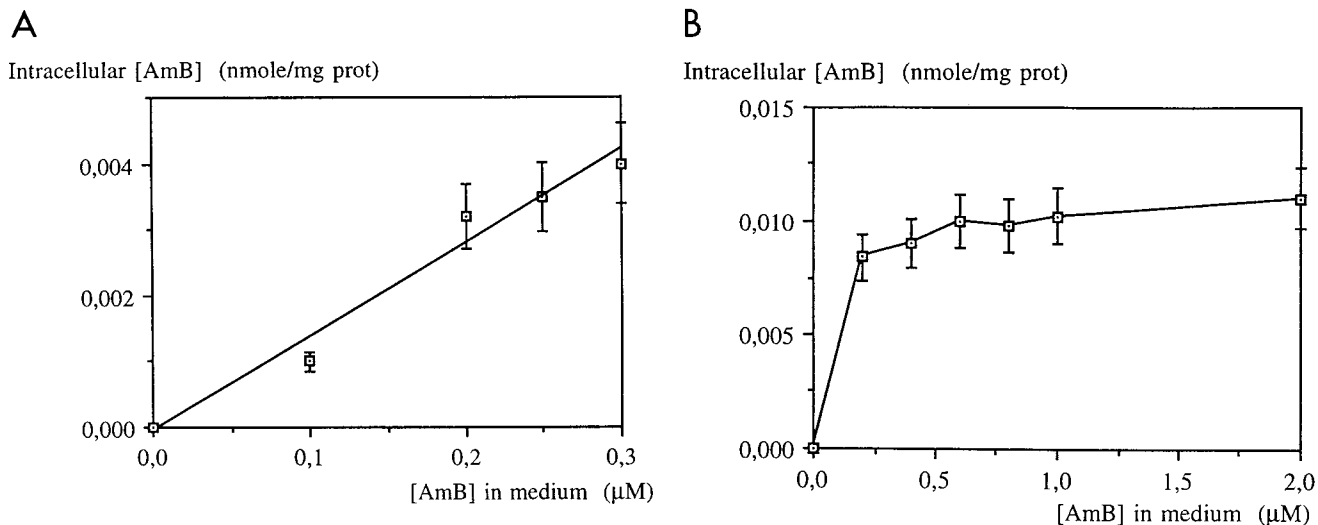 A
Intracellular [AmB] (nmole/mg prot)
0,004
0,002
0,000
0,0 0,1 0,2 0,3
[AmB] in medium (μM)
B
Intracellular [AmB] (nmole/mg prot)
0,015
0,010
0,005
0,000
0,0 0,5 1,0 1,5 2,0
[AmB] in medium (μM)